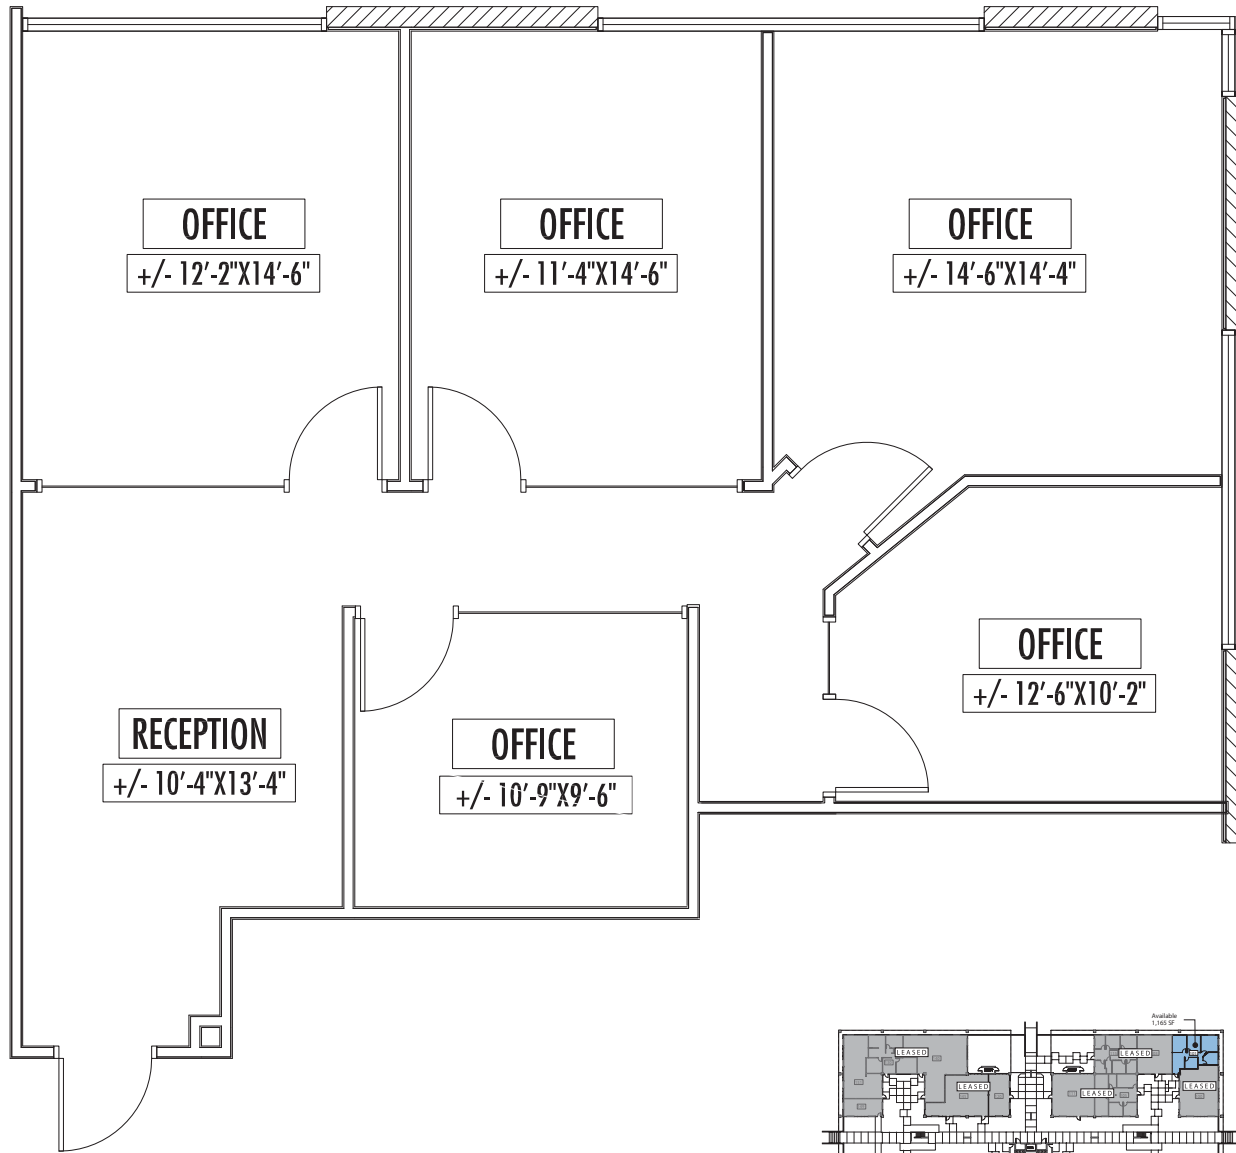 OFFICE
+/- 12'-2"X14'-6"
OFFICE
+/- 11'-4"X14'-6"
OFFICE
+/- 14'-6"X14'-4"
OFFICE
+/- 12'-6"X10'-2"
RECEPTION
+/- 10'-4"X13'-4"
OFFICE
+/- 10'-9"X9'-6"
Available
1,165 SF
LEASED
LEASED
LEASED
LEASED
LEASED